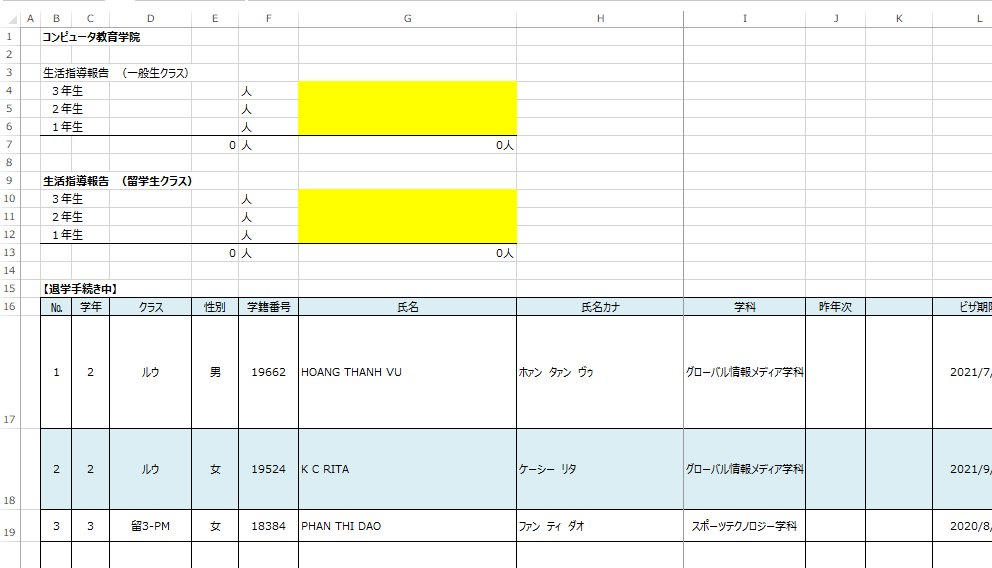 A B C D E F G H I J K L
1 コンピュータ教育学院
2
3 生活指導報告 （一般生クラス）
4 3年生 人
5 2年生 人
6 1年生 人
7 0 人 0人
8
9 生活指導報告 （留学生クラス）
10 3年生 人
11 2年生 人
12 1年生 人
13 0 人 0人
14
15 【退学手続き中】
16 No. 学年 クラス 性別 学籍番号 氏名 氏名カナ 学科 昨年次 ビザ期限
17 1 2 ルウ 男 19662 HOANG THANH VU ホァン タァン ヴゥ グローバル情報メディア学科 2021/7/
18 2 2 ルウ 女 19524 K C RITA ケーシー リタ グローバル情報メディア学科 2021/9/
19 3 3 留3-PM 女 18384 PHAN THI DAO ファン ティ ダオ スポーツテクノロジー学科 2020/8/